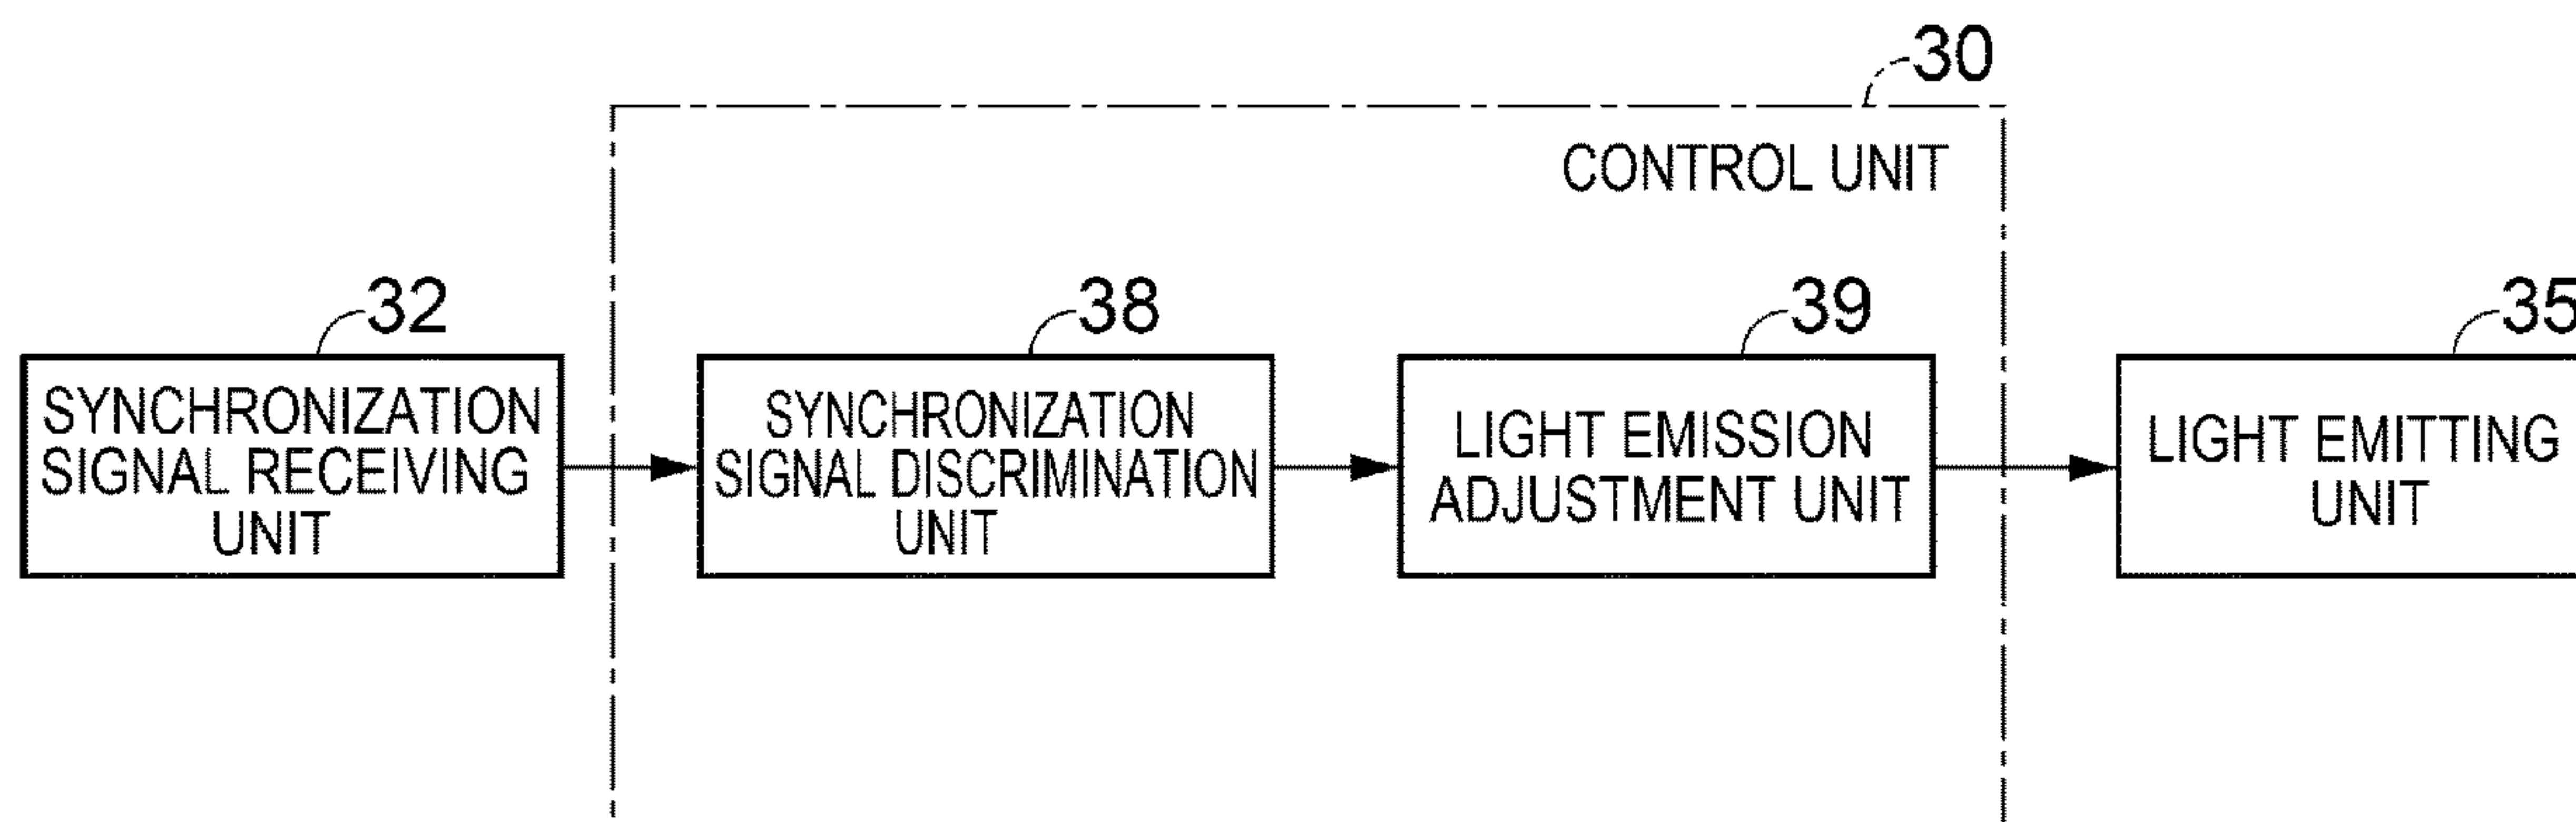 30
CONTROL UNIT
32
SYNCHRONIZATION
SIGNAL RECEIVING
UNIT
38
SYNCHRONIZATION
SIGNAL DISCRIMINATION
UNIT
39
LIGHT EMISSION
ADJUSTMENT UNIT
35
LIGHT EMITTING
UNIT